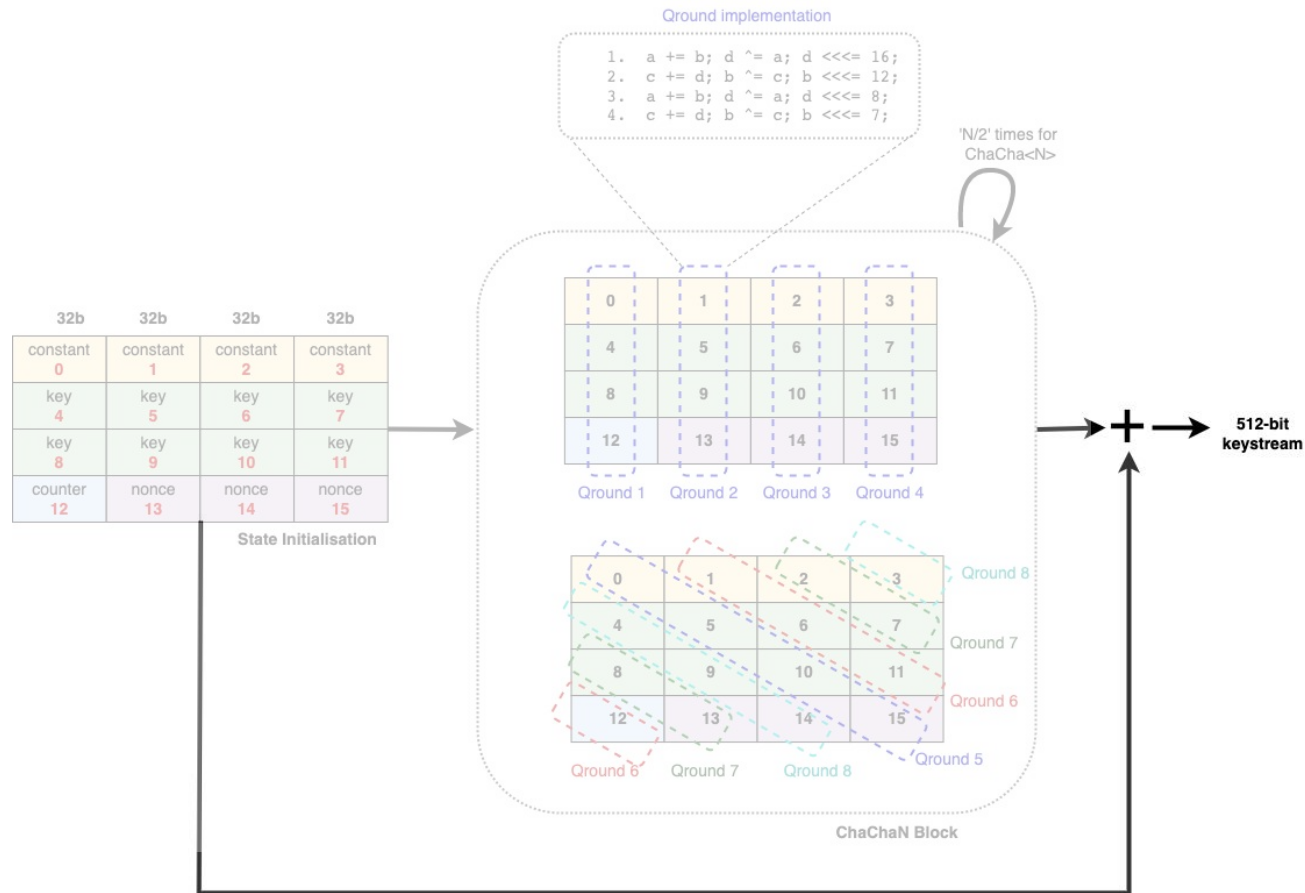 Qround implementation
1. a += b; d ^= a; d <<<= 16;
2. c += d; b ^= c; b <<<= 12;
3. a += b; d ^= a; d <<<= 8;
4. c += d; b ^= c; b <<<= 7;
'N/2' times for
ChaCha<N>
32b 32b 32b 32b
constant constant constant constant
0 1 2 3
key key key key
4 5 6 7
key key key key
8 9 10 11
counter nonce nonce nonce
12 13 14 15
State Initialisation
0 1 2 3
4 5 6 7
8 9 10 11
12 13 14 15
Qround 1 Qround 2 Qround 3 Qround 4
+
512-bit
keystream
0 1 2 3
Qround 8
4 5 6 7
Qround 7
8 9 10 11
Qround 6
12 13 14 15
Qround 5
Qround 6 Qround 7 Qround 8
ChaChaN Block